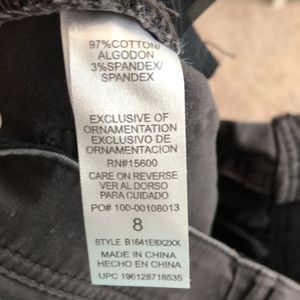 97%COTTON/
ALGODON
3%SPANDEX/
SPANDEX
EXCLUSIVE OF
ORNAMENTATION
EXCLUSIVO DE
ORNAMENTACION
RN#15600
CARE ON REVERSE
VER AL DORSO
PARA CUIDADO
PO# 100-00108013
8
STYLE B1641E8X2XX
MADE IN CHINA
HECHO EN CHINA
UPC 196128718535